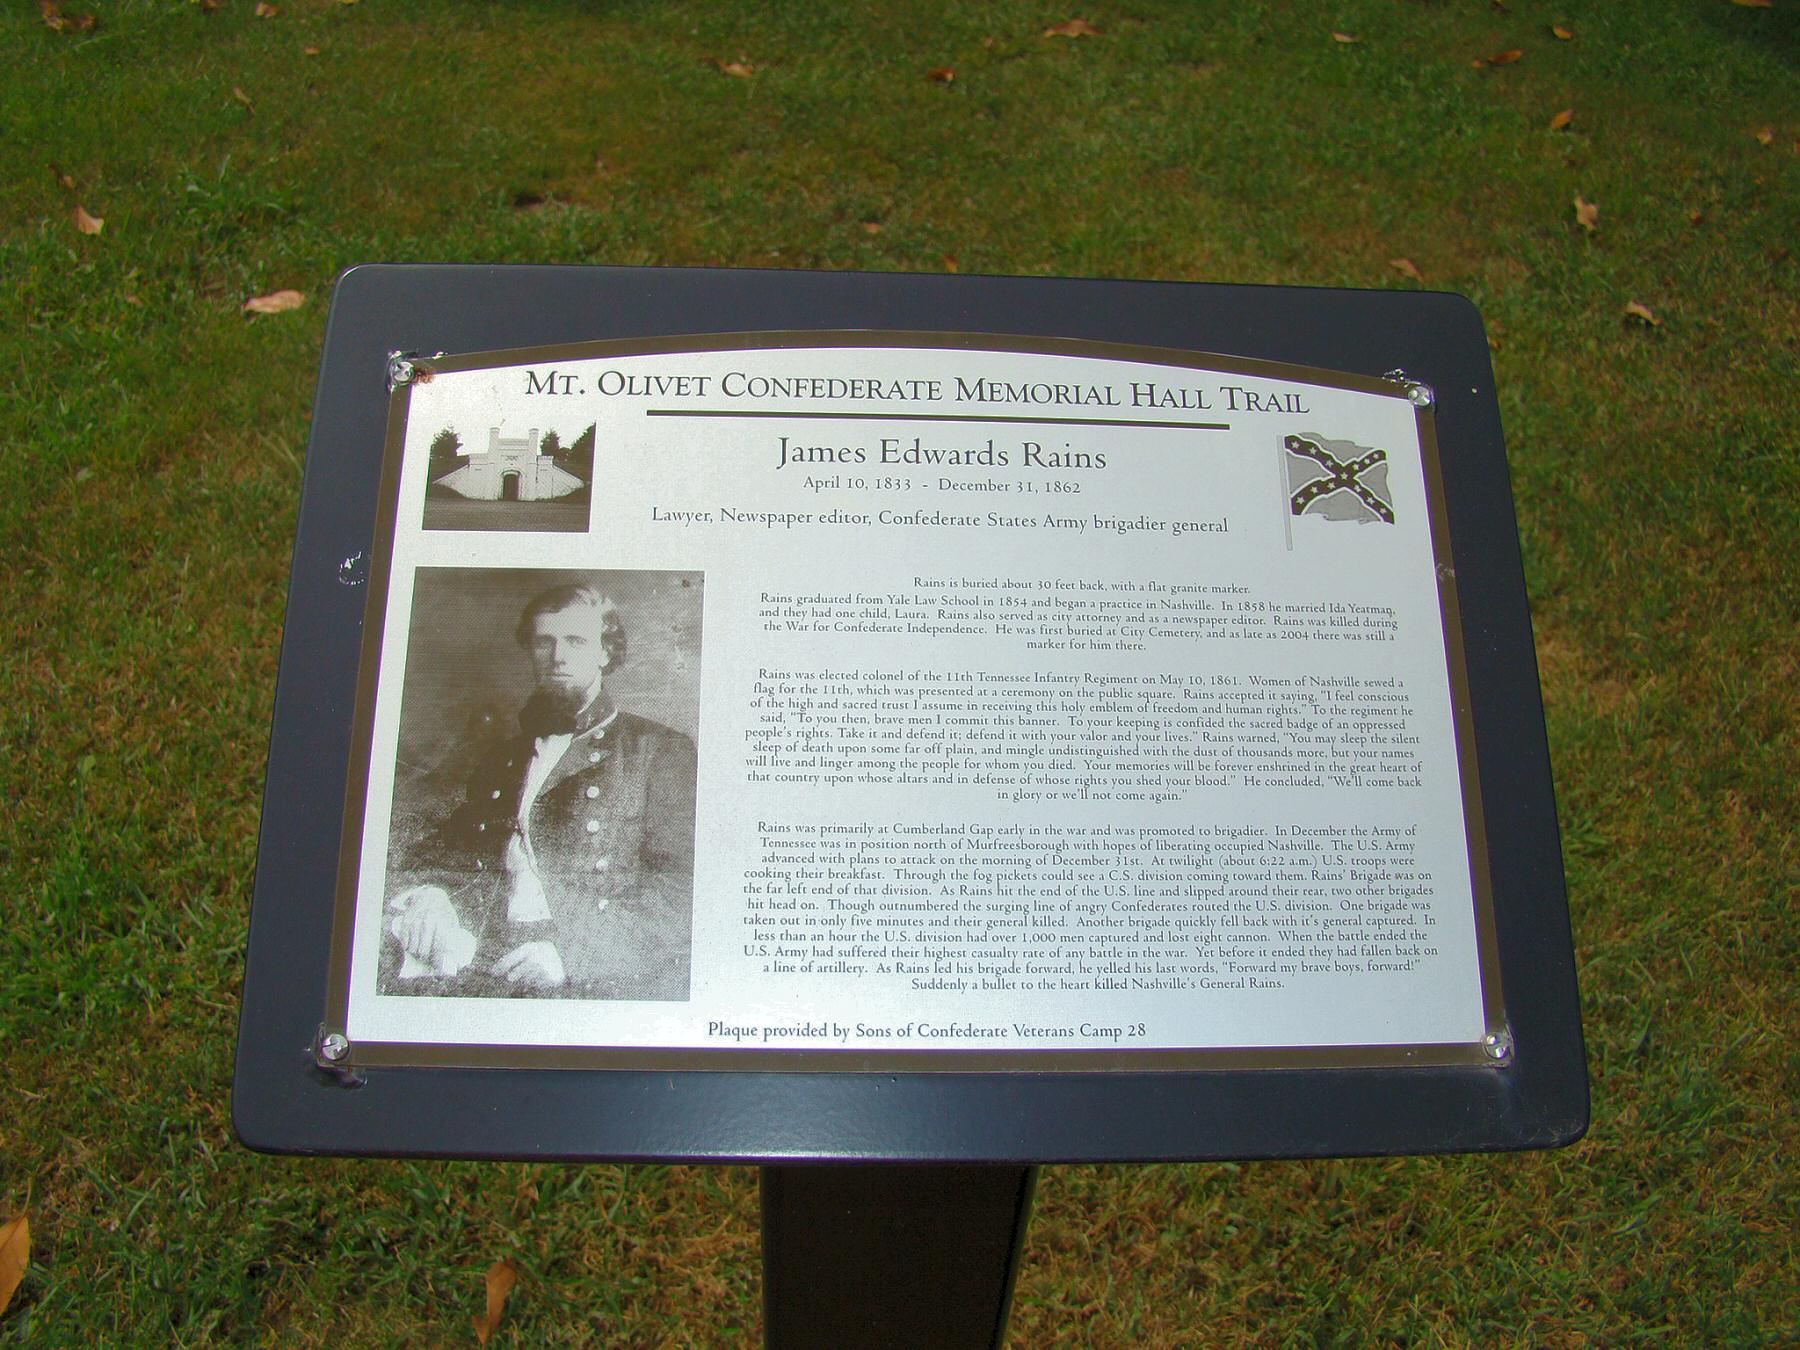 MT. OLIVET CONFEDERATE MEMORIAL HALL TRAIL
James Edwards Rains
April 10, 1833 - December 31, 1862
Lawyer, Newspaper editor, Confederate States Army brigadier general
Rains is buried about 30 feet back, with a flat granite marker.
Rains graduated from Yale Law School in 1854 and began a practice in Nashville. In 1858 he married Ida Yeatman,
and they had one child, Laura. Rains also served as city attorney and as a newspaper editor. Rains was killed during
the War for Confederate Independence. He was first buried at City Cemetery, and as late as 2004 there was still a
marker for him there.
Rains was elected colonel of the 11th Tennessee Infantry Regiment on May 10, 1861. Women of Nashville sewed a
flag for the 11th, which was presented at a ceremony on the public square. Rains accepted it saying, "I feel conscious
of the high and sacred trust I assume in receiving this holy emblem of freedom and human rights." To the regiment he
said, "To you then, brave men I commit this banner. To your keeping is confided the sacred badge of an oppressed
people's rights. Take it and defend it; defend it with your valor and your lives." Rains warned, "You may sleep the silent
sleep of death upon some far off plain, and mingle undistinguished with the dust of thousands more, but your names
will live and linger among the people for whom you died. Your memories will be forever enshrined in the great heart of
that country upon whose altars and in defense of whose rights you shed your blood." He concluded, "We'll come back
in glory or we'll not come again."
Rains was primarily at Cumberland Gap early in the war and was promoted to brigadier. In December the Army of
Tennessee was in position north of Murfreesborough with hopes of liberating occupied Nashville. The U.S. Army
advanced with plans to attack on the morning of December 31st. At twilight (about 6:22 a.m.) U.S. troops were
cooking their breakfast. Through the fog pickets could see a C.S. division coming toward them. Rains' Brigade was on
the far left end of that division. As Rains hit the end of the U.S. line and slipped around their rear, two other brigades
hit head on. Though outnumbered the surging line of angry Confederates routed the U.S. division. One brigade was
taken out in only five minutes and their general killed. Another brigade quickly fell back with it's general captured. In
less than an hour the U.S. division had over 1,000 men captured and lost eight cannon. When the battle ended the
U.S. Army had suffered their highest casualty rate of any battle in the war. Yet before it ended they had fallen back on
a line of artillery. As Rains led his brigade forward, he yelled his last words, "Forward my brave boys, forward!"
Suddenly a bullet to the heart killed Nashville's General Rains.
Plaque provided by Sons of Confederate Veterans Camp 28